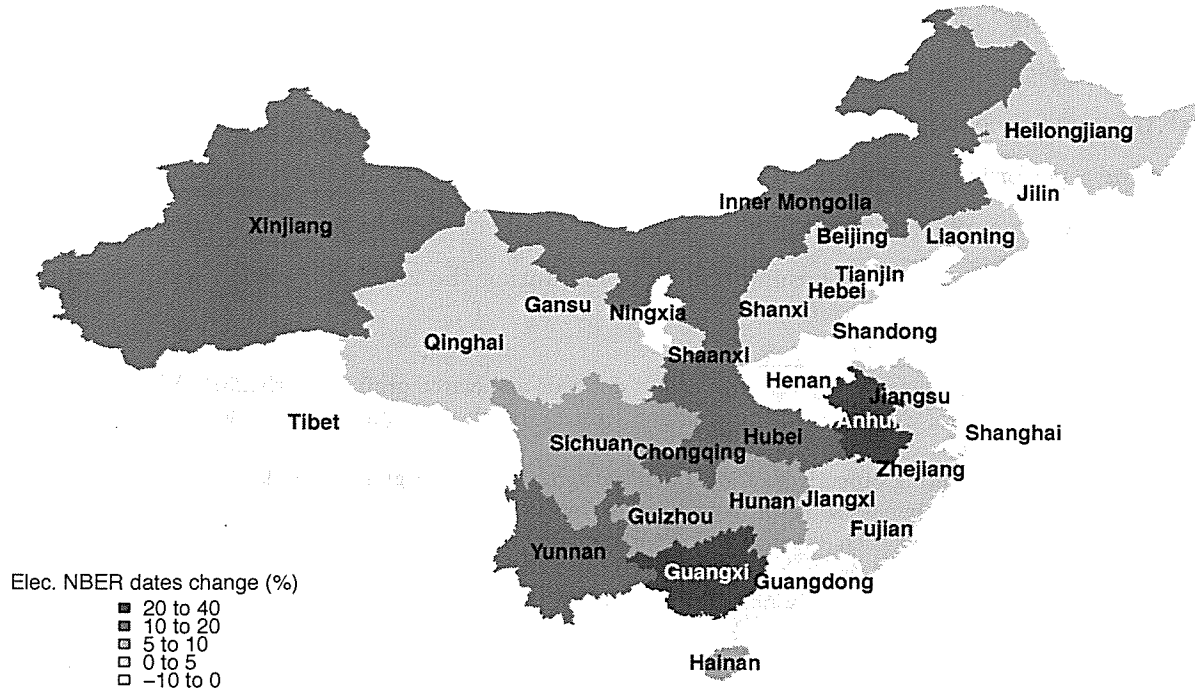 Heilongjiang
Jilin
Inner Mongolia
Xinjiang
Beijing
Liaoning
Tianjin
Hebei
Gansu
Ningxia
Shanxi
Shandong
Qinghai
Shaanxi
Henan
Jiangsu
Tibet
Anhui
Shanghai
Sichuan
Chongqing
Hubei
Zhejiang
Hunan
Jiangxi
Guizhou
Fujian
Yunnan
Guangxi
Guangdong
Elec. NBER dates change (%)
20 to 40
10 to 20
5 to 10
0 to 5
−10 to 0
Hainan